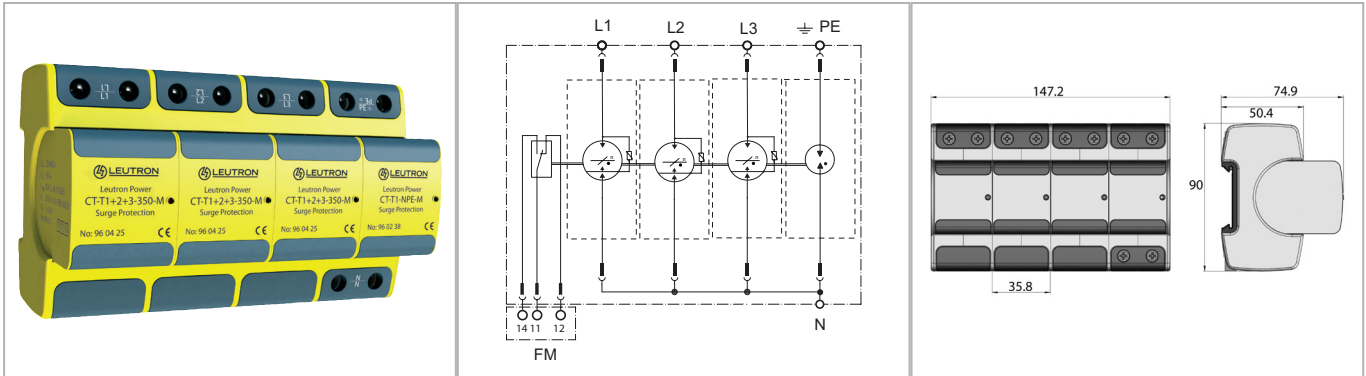 L1
L1
L2
L2
L3
L3
PE
PE
LEUTRON
Leutron Power
CT-T1+2+3-350-M
Surge Protection
No: 96 04 25
CE
LEUTRON
Leutron Power
CT-T1+2+3-350-M
Surge Protection
No: 96 04 25
CE
LEUTRON
Leutron Power
CT-T1+2+3-350-M
Surge Protection
No: 96 04 25
CE
LEUTRON
Leutron Power
CT-T1-NPE-M
Surge Protection
No: 96 02 38
CE
N
N
L1 L2 L3 PE
14 11 12
FM
N
147.2
35.8
74.9
50.4
90